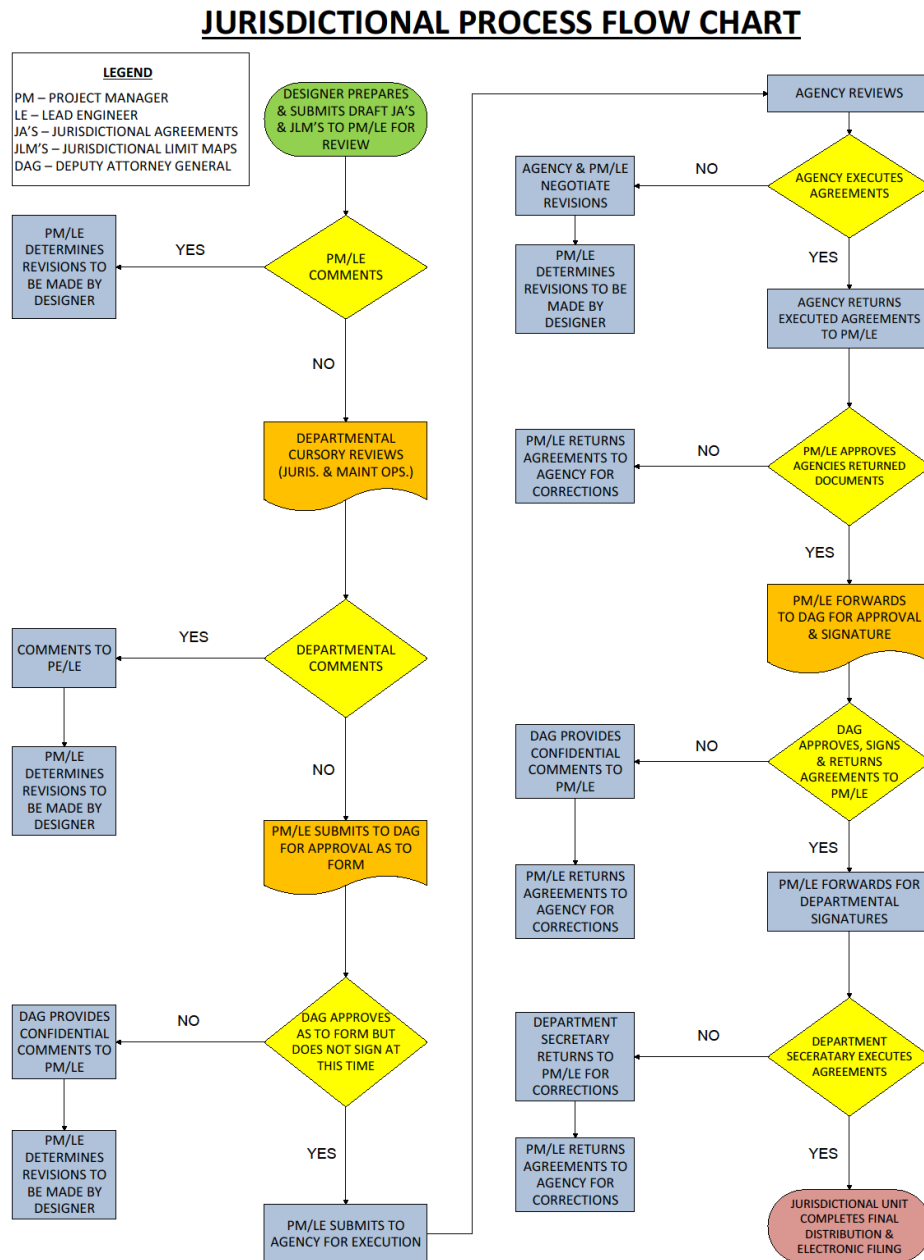 JURISDICTIONAL PROCESS FLOW CHART
LEGEND
PM – PROJECT MANAGER
LE – LEAD ENGINEER
JA'S – JURISDICTIONAL AGREEMENTS
JLM'S – JURISDICTIONAL LIMIT MAPS
DAG – DEPUTY ATTORNEY GENERAL
DESIGNER PREPARES
& SUBMITS DRAFT JA'S
& JLM'S TO PM/LE FOR
REVIEW
PM/LE
COMMENTS
YES
PM/LE
DETERMINES
REVISIONS TO
BE MADE BY
DESIGNER
NO
DEPARTMENTAL
CURSORY REVIEWS
(JURIS. & MAINT OPS.)
DEPARTMENTAL
COMMENTS
YES
COMMENTS TO
PE/LE
PM/LE
DETERMINES
REVISIONS TO
BE MADE BY
DESIGNER
NO
PM/LE SUBMITS TO DAG
FOR APPROVAL AS TO
FORM
DAG APPROVES
AS TO FORM BUT
DOES NOT SIGN AT
THIS TIME
NO
DAG PROVIDES
CONFIDENTIAL
COMMENTS TO
PM/LE
PM/LE
DETERMINES
REVISIONS TO
BE MADE BY
DESIGNER
YES
PM/LE SUBMITS TO
AGENCY FOR EXECUTION
AGENCY REVIEWS
AGENCY EXECUTES
AGREEMENTS
NO
AGENCY & PM/LE
NEGOTIATE
REVISIONS
PM/LE
DETERMINES
REVISIONS TO BE
MADE BY
DESIGNER
YES
AGENCY RETURNS
EXECUTED AGREEMENTS
TO PM/LE
PM/LE APPROVES
AGENCIES RETURNED
DOCUMENTS
NO
PM/LE RETURNS
AGREEMENTS TO
AGENCY FOR
CORRECTIONS
YES
PM/LE FORWARDS
TO DAG FOR APPROVAL
& SIGNATURE
DAG
APPROVES, SIGNS
& RETURNS
AGREEMENTS TO
PM/LE
NO
DAG PROVIDES
CONFIDENTIAL
COMMENTS TO
PM/LE
PM/LE RETURNS
AGREEMENTS TO
AGENCY FOR
CORRECTIONS
YES
PM/LE FORWARDS FOR
DEPARTMENTAL
SIGNATURES
DEPARTMENT
SECERATARY EXECUTES
AGREEMENTS
NO
DEPARTMENT
SECRETARY
RETURNS TO
PM/LE FOR
CORRECTIONS
PM/LE RETURNS
AGREEMENTS TO
AGENCY FOR
CORRECTIONS
YES
JURISDICTIONAL UNIT
COMPLETES FINAL
DISTRIBUTION &
ELECTRONIC FILING